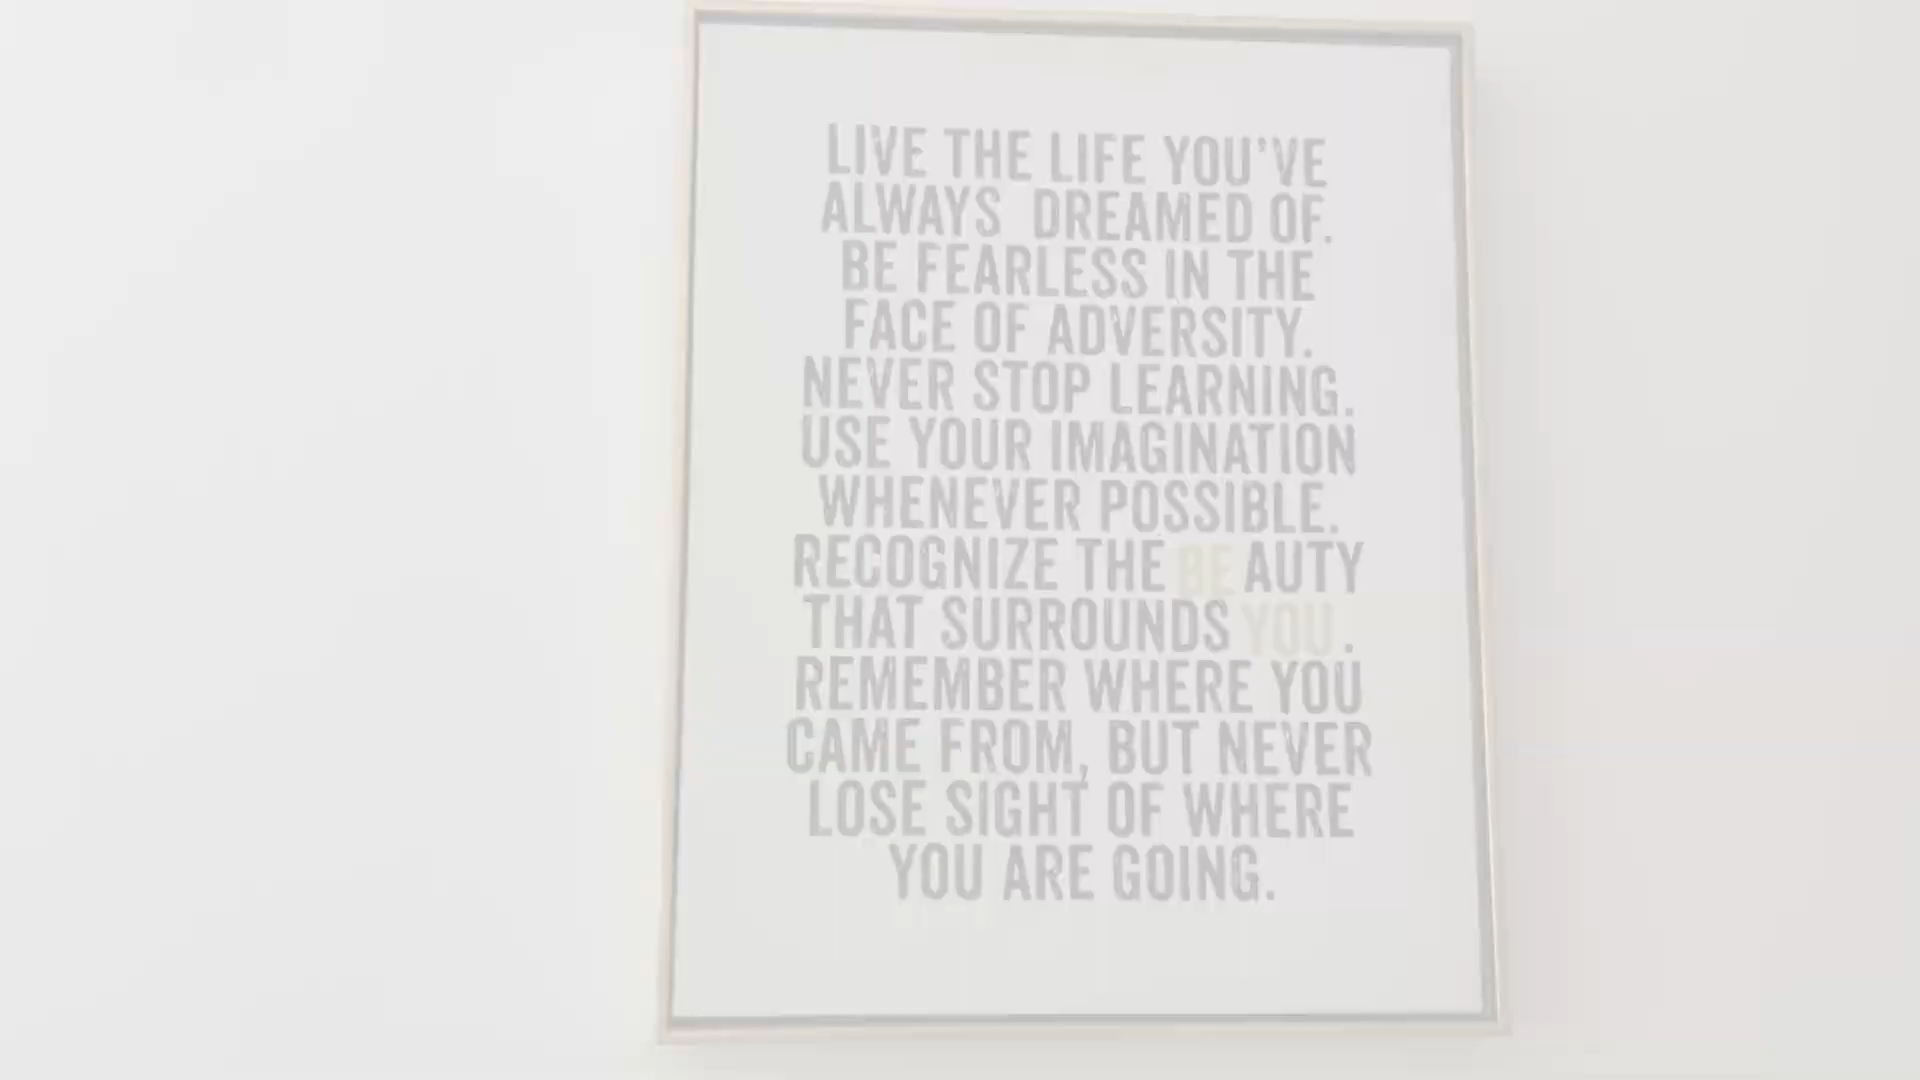 LIVE THE LIFE YOU'VE
ALWAYS DREAMED OF.
BE FEARLESS IN THE
FACE OF ADVERSITY.
NEVER STOP LEARNING.
USE YOUR IMAGINATION
WHENEVER POSSIBLE.
RECOGNIZE THE BEAUTY
THAT SURROUNDS YOU.
REMEMBER WHERE YOU
CAME FROM, BUT NEVER
LOSE SIGHT OF WHERE
YOU ARE GOING.